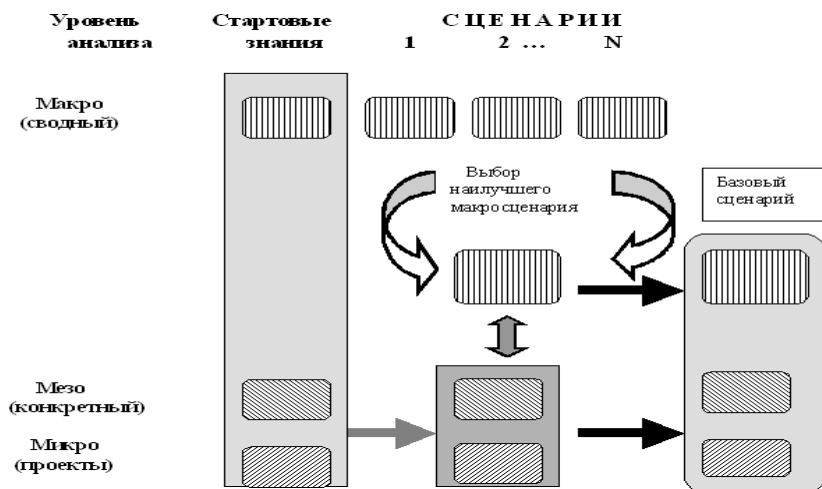 Уровень анализа
Стартовые знания
СЦЕНАРИИ
1 2 ... N
Макро
(сводный)
Выбор
наилучшего
макросценария
Базовый
сценарий
Мезо
(конкретный)
Микро
(проекты)